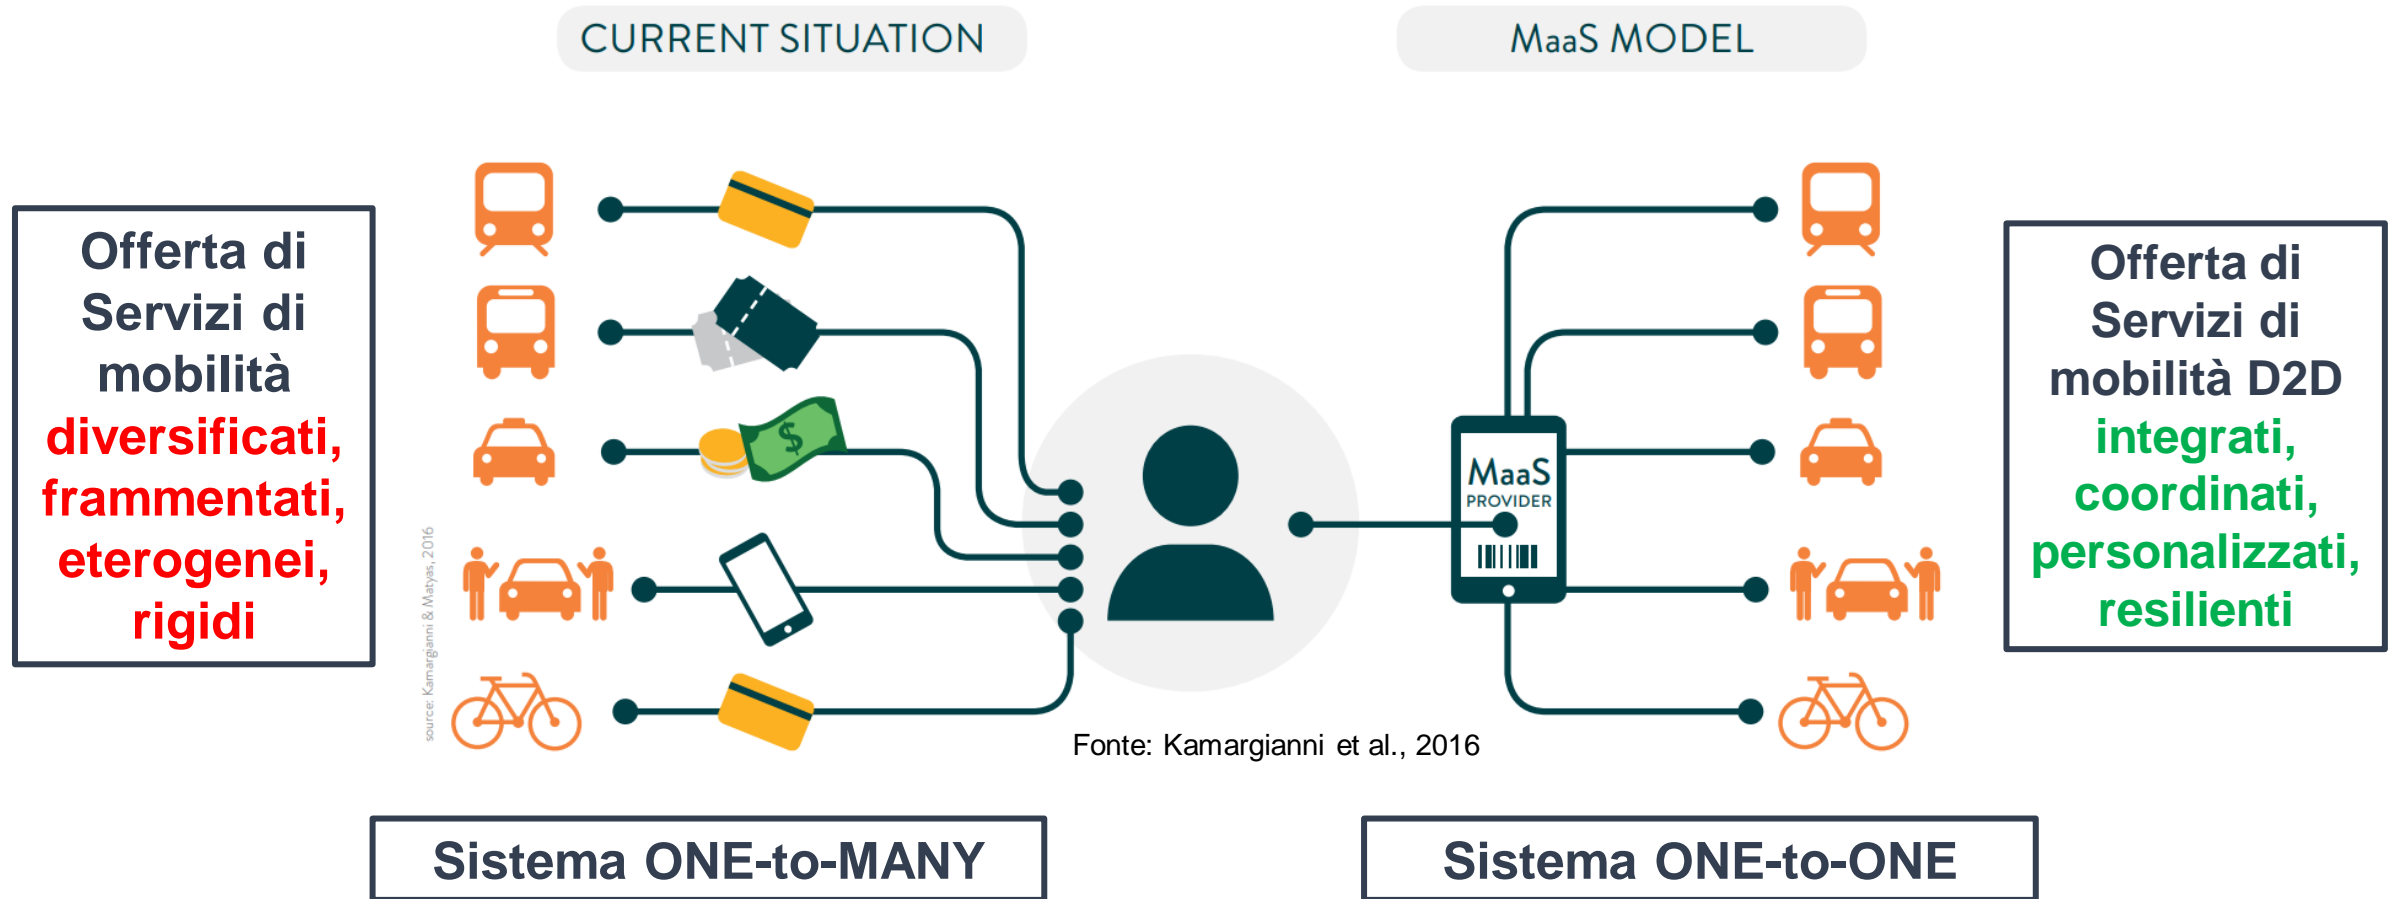 CURRENT SITUATION
MaaS MODEL
Offerta di
Servizi di
mobilità
diversificati,
frammentati,
eterogenei,
rigidi
source: Kamargianni & Matyas, 2016
$
MaaS
PROVIDER
Offerta di
Servizi di
mobilità D2D
integrati,
coordinati,
personalizzati,
resilienti
Fonte: Kamargianni et al., 2016
Sistema ONE-to-MANY
Sistema ONE-to-ONE